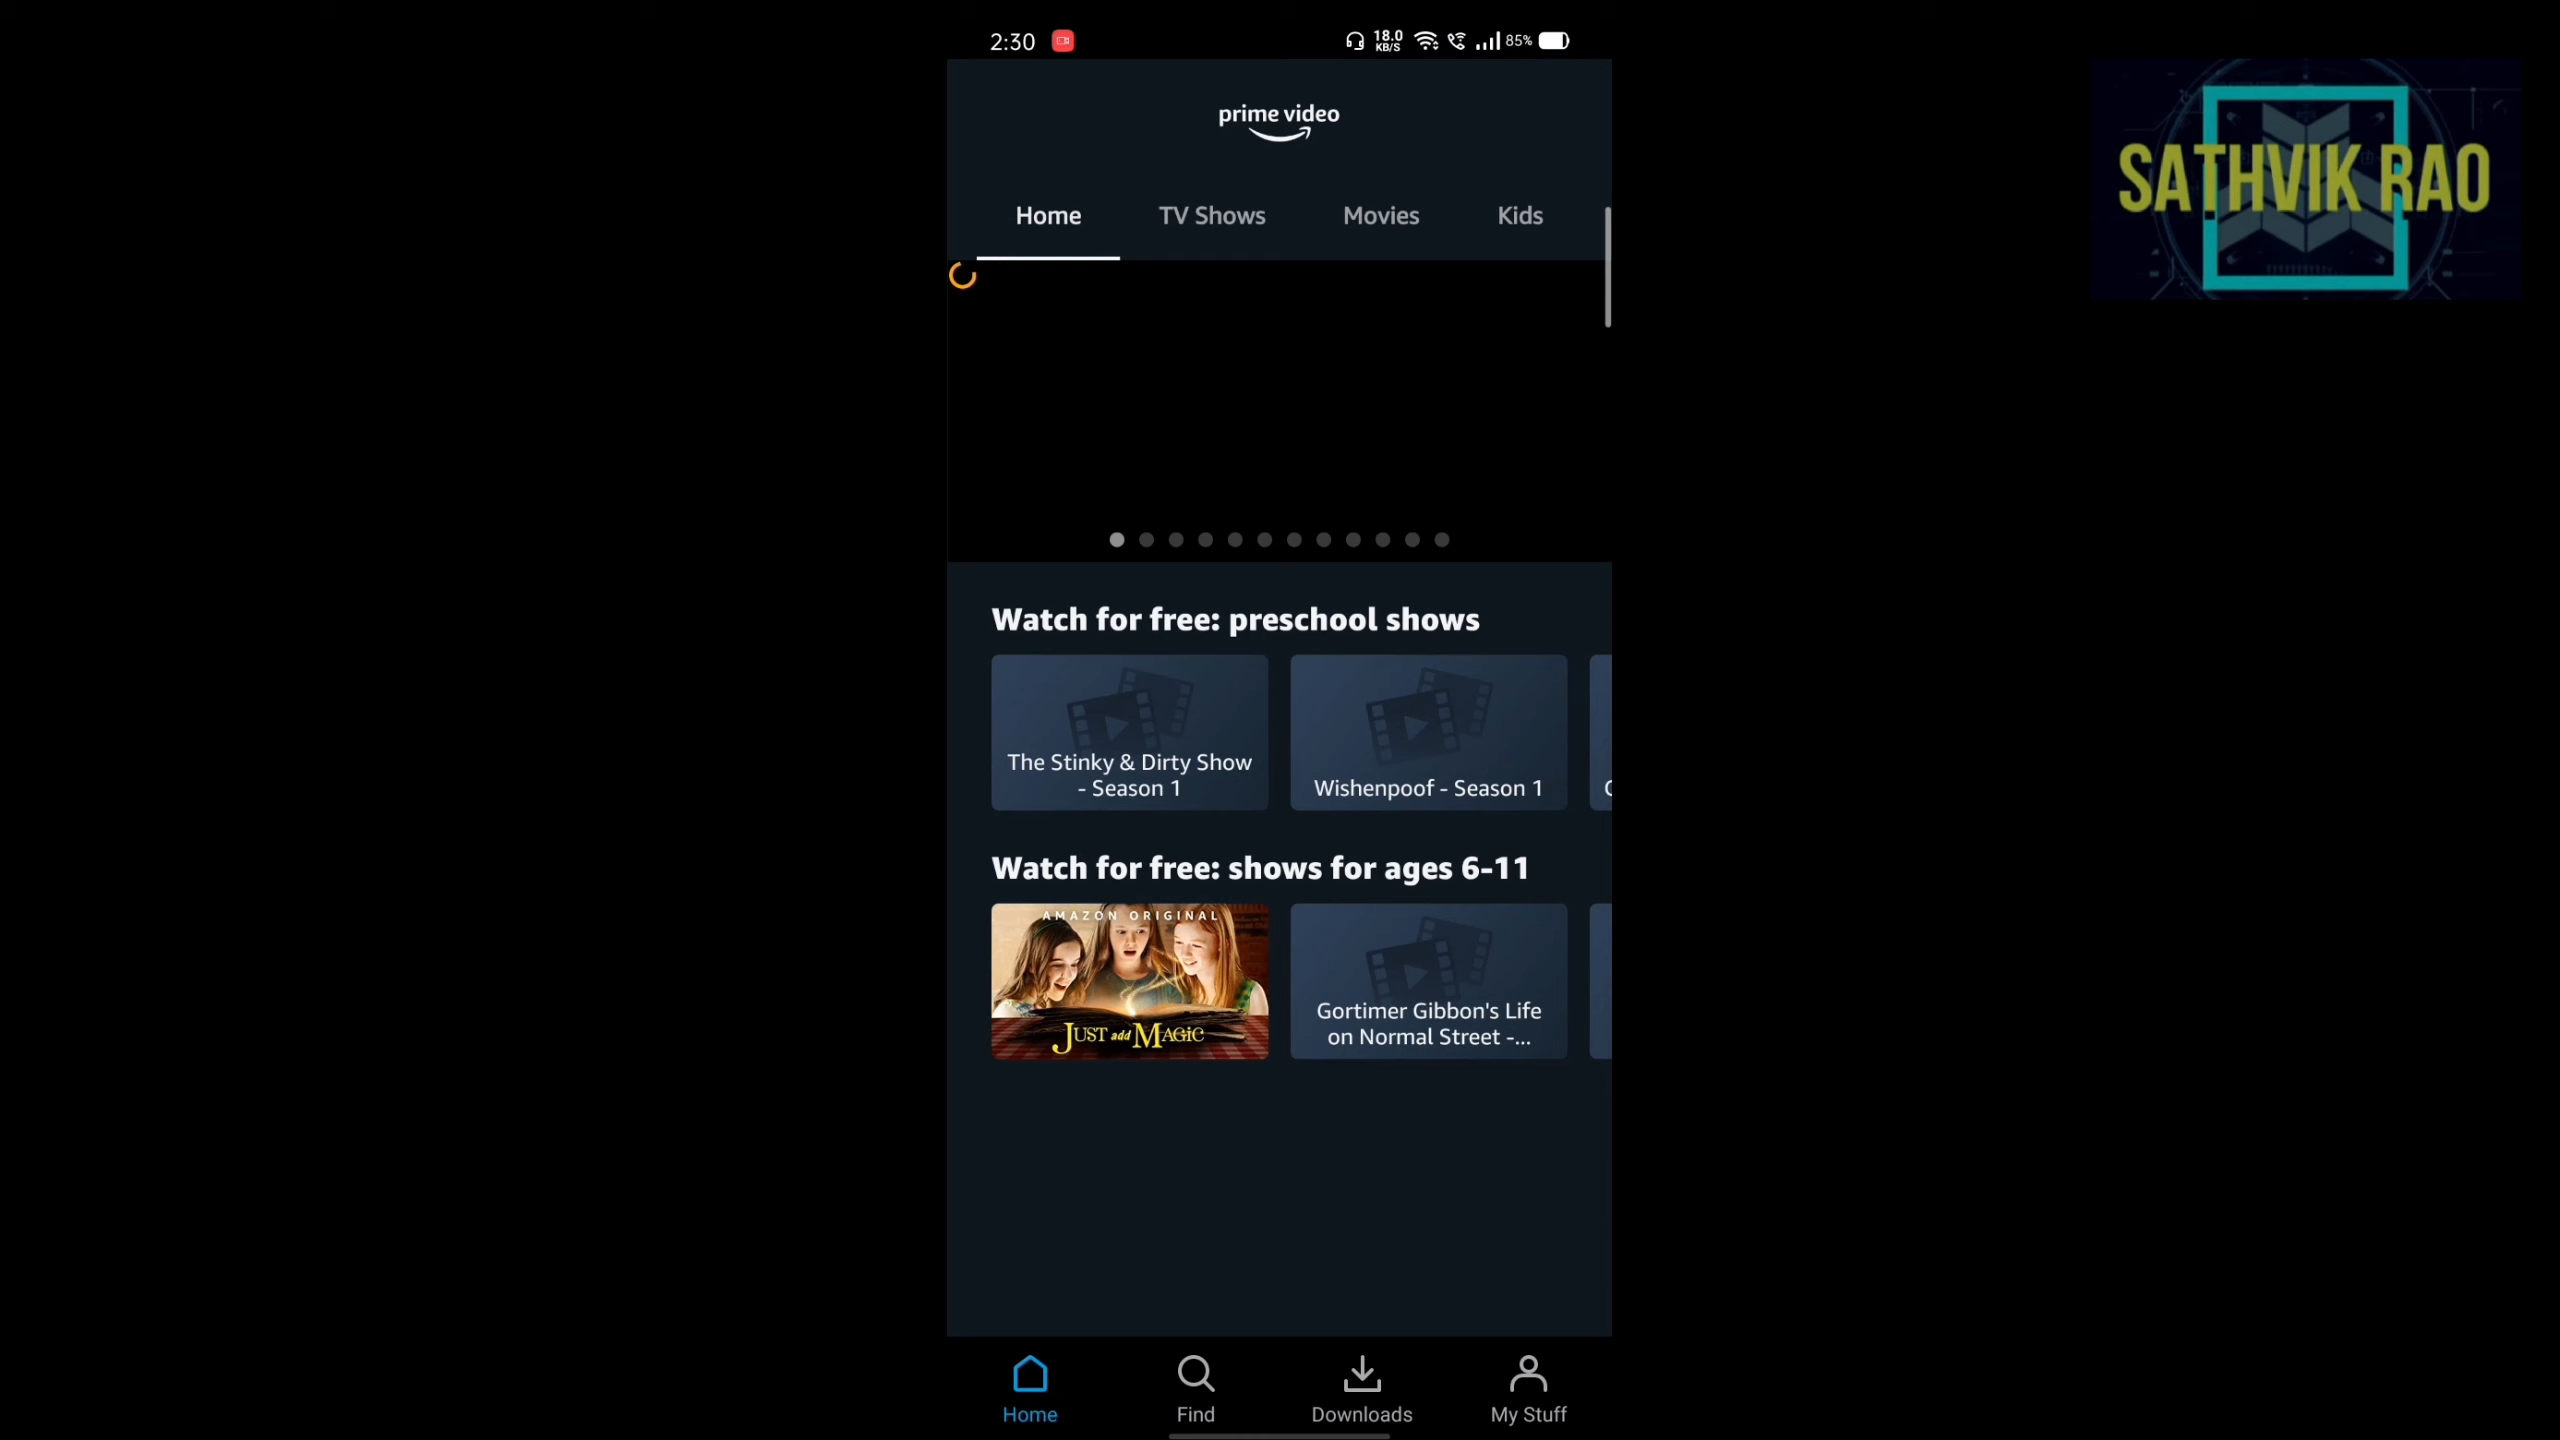 2:30
18.0
KB/S
85%
SATHVIK RAO
prime video
Home
TV Shows
Movies
Kids
Watch for free: preschool shows
The Stinky & Dirty Show
- Season 1
Wishenpoof - Season 1
Watch for free: shows for ages 6-11
AMAZON ORIGINAL
JUST add MAGIC
Gortimer Gibbon's Life
on Normal Street -...
Home
Find
Downloads
My Stuff